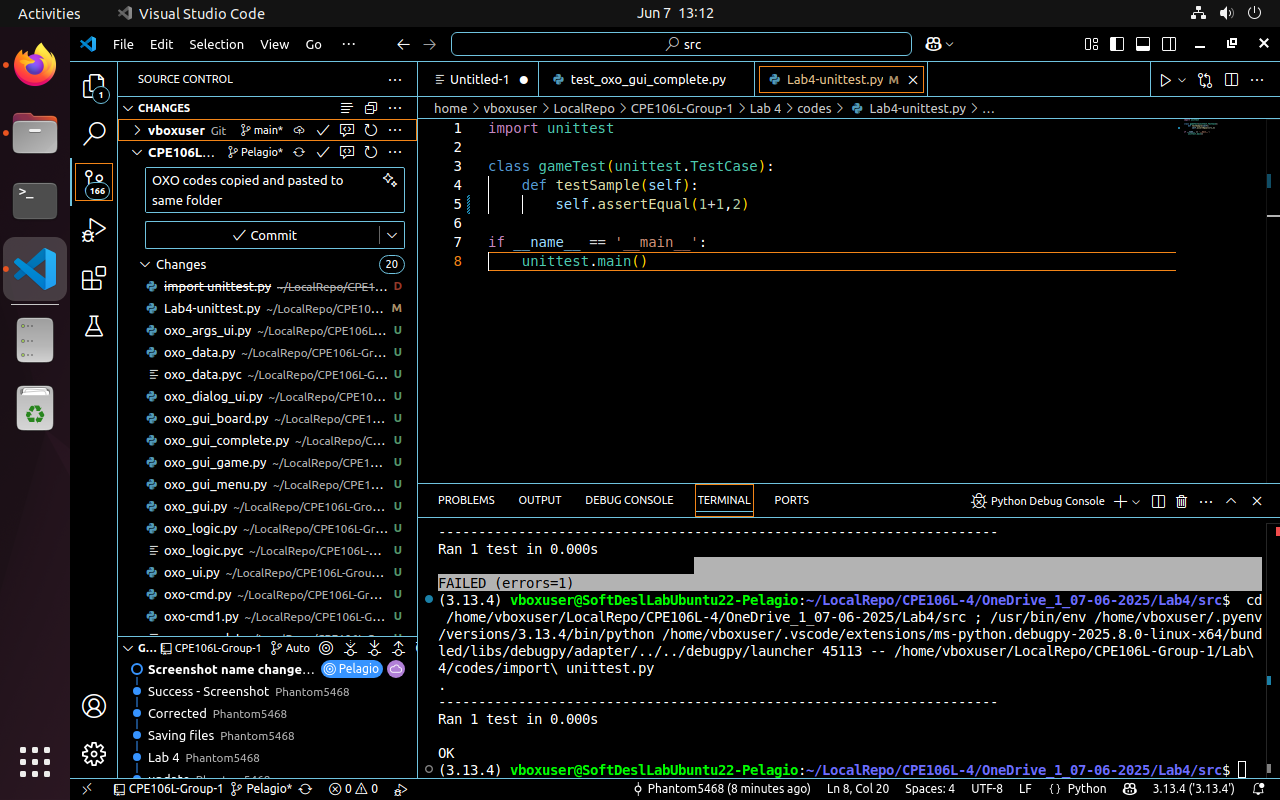 Activities
Visual Studio Code
Jun 7 13:12
File Edit Selection View Go ⋯
src
SOURCE CONTROL
CHANGES
vboxuser Git main*
CPE106L... Pelagio*
OXO codes copied and pasted to
same folder
Commit
Changes 20
import unittest.py ~/LocalRepo/CPE1... D
Lab4-unittest.py ~/LocalRepo/CPE10... M
oxo_args_ui.py ~/LocalRepo/CPE106L... U
oxo_data.py ~/LocalRepo/CPE106L-Gr... U
oxo_data.pyc ~/LocalRepo/CPE106L-G... U
oxo_dialog_ui.py ~/LocalRepo/CPE10... U
oxo_gui_board.py ~/LocalRepo/CPE1... U
oxo_gui_complete.py ~/LocalRepo/C... U
oxo_gui_game.py ~/LocalRepo/CPE1... U
oxo_gui_menu.py ~/LocalRepo/CPE1... U
oxo_gui.py ~/LocalRepo/CPE106L-Grou... U
oxo_logic.py ~/LocalRepo/CPE106L-Gr... U
oxo_logic.pyc ~/LocalRepo/CPE106L-... U
oxo_ui.py ~/LocalRepo/CPE106L-Grou... U
oxo-cmd.py ~/LocalRepo/CPE106L-Gr... U
oxo-cmd1.py ~/LocalRepo/CPE106L-G... U
G... CPE106L-Group-1 Auto
Screenshot name change... Pelagio
Success - Screenshot Phantom5468
Corrected Phantom5468
Saving files Phantom5468
Lab 4 Phantom5468
update Phantom5468
1
166
Untitled-1
test_oxo_gui_complete.py
Lab4-unittest.py M
home > vboxuser > LocalRepo > CPE106L-Group-1 > Lab 4 > codes > Lab4-unittest.py > ...
1 import unittest
2
3 class gameTest(unittest.TestCase):
4 def testSample(self):
5 self.assertEqual(1+1,2)
6
7 if __name__ == '__main__':
8 unittest.main()
PROBLEMS OUTPUT DEBUG CONSOLE TERMINAL PORTS
Python Debug Console
----------------------------------------------------------------------
Ran 1 test in 0.000s
FAILED (errors=1)
(3.13.4) vboxuser@SoftDeslLabUbuntu22-Pelagio:~/LocalRepo/CPE106L-4/OneDrive_1_07-06-2025/Lab4/src$ cd
/home/vboxuser/LocalRepo/CPE106L-4/OneDrive_1_07-06-2025/Lab4/src ; /usr/bin/env /home/vboxuser/.pyenv
/versions/3.13.4/bin/python /home/vboxuser/.vscode/extensions/ms-python.debugpy-2025.8.0-linux-x64/bund
led/libs/debugpy/adapter/../../debugpy/launcher 45113 -- /home/vboxuser/LocalRepo/CPE106L-Group-1/Lab\
4/codes/import\ unittest.py
.
----------------------------------------------------------------------
Ran 1 test in 0.000s
OK
(3.13.4) vboxuser@SoftDeslLabUbuntu22-Pelagio:~/LocalRepo/CPE106L-4/OneDrive_1_07-06-2025/Lab4/src$
CPE106L-Group-1 Pelagio* 0 0
Phantom5468 (8 minutes ago) Ln 8, Col 20 Spaces: 4 UTF-8 LF Python 3.13.4 ('3.13.4')